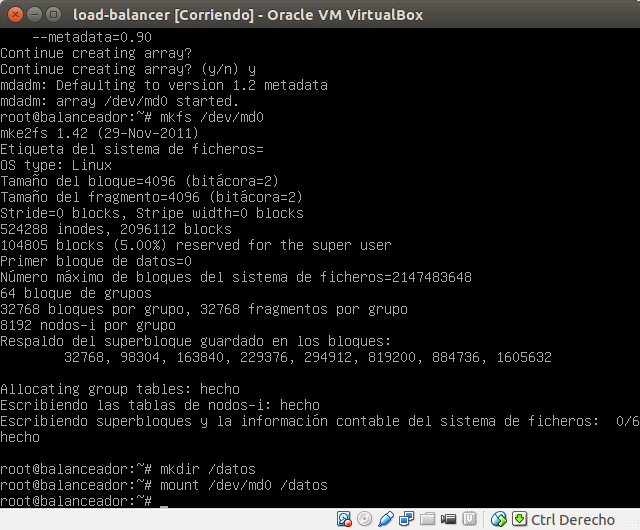 load-balancer [Corriendo] - Oracle VM VirtualBox
--metadata=0.90
Continue creating array?
Continue creating array? (y/n) y
mdadm: Defaulting to version 1.2 metadata
mdadm: array /dev/md0 started.
root@balanceador:~# mkfs /dev/md0
mke2fs 1.42 (29-Nov-2011)
Etiqueta del sistema de ficheros=
OS type: Linux
Tamaño del bloque=4096 (bitácora=2)
Tamaño del fragmento=4096 (bitácora=2)
Stride=0 blocks, Stripe width=0 blocks
524288 inodes, 2096112 blocks
104805 blocks (5.00%) reserved for the super user
Primer bloque de datos=0
Número máximo de bloques del sistema de ficheros=2147483648
64 bloque de grupos
32768 bloques por grupo, 32768 fragmentos por grupo
8192 nodos-i por grupo
Respaldo del superbloque guardado en los bloques:
32768, 98304, 163840, 229376, 294912, 819200, 884736, 1605632
Allocating group tables: hecho
Escribiendo las tablas de nodos-i: hecho
Escribiendo superbloques y la información contable del sistema de ficheros:  0/6
hecho
root@balanceador:~# mkdir /datos
root@balanceador:~# mount /dev/md0 /datos
root@balanceador:~# _
Ctrl Derecho